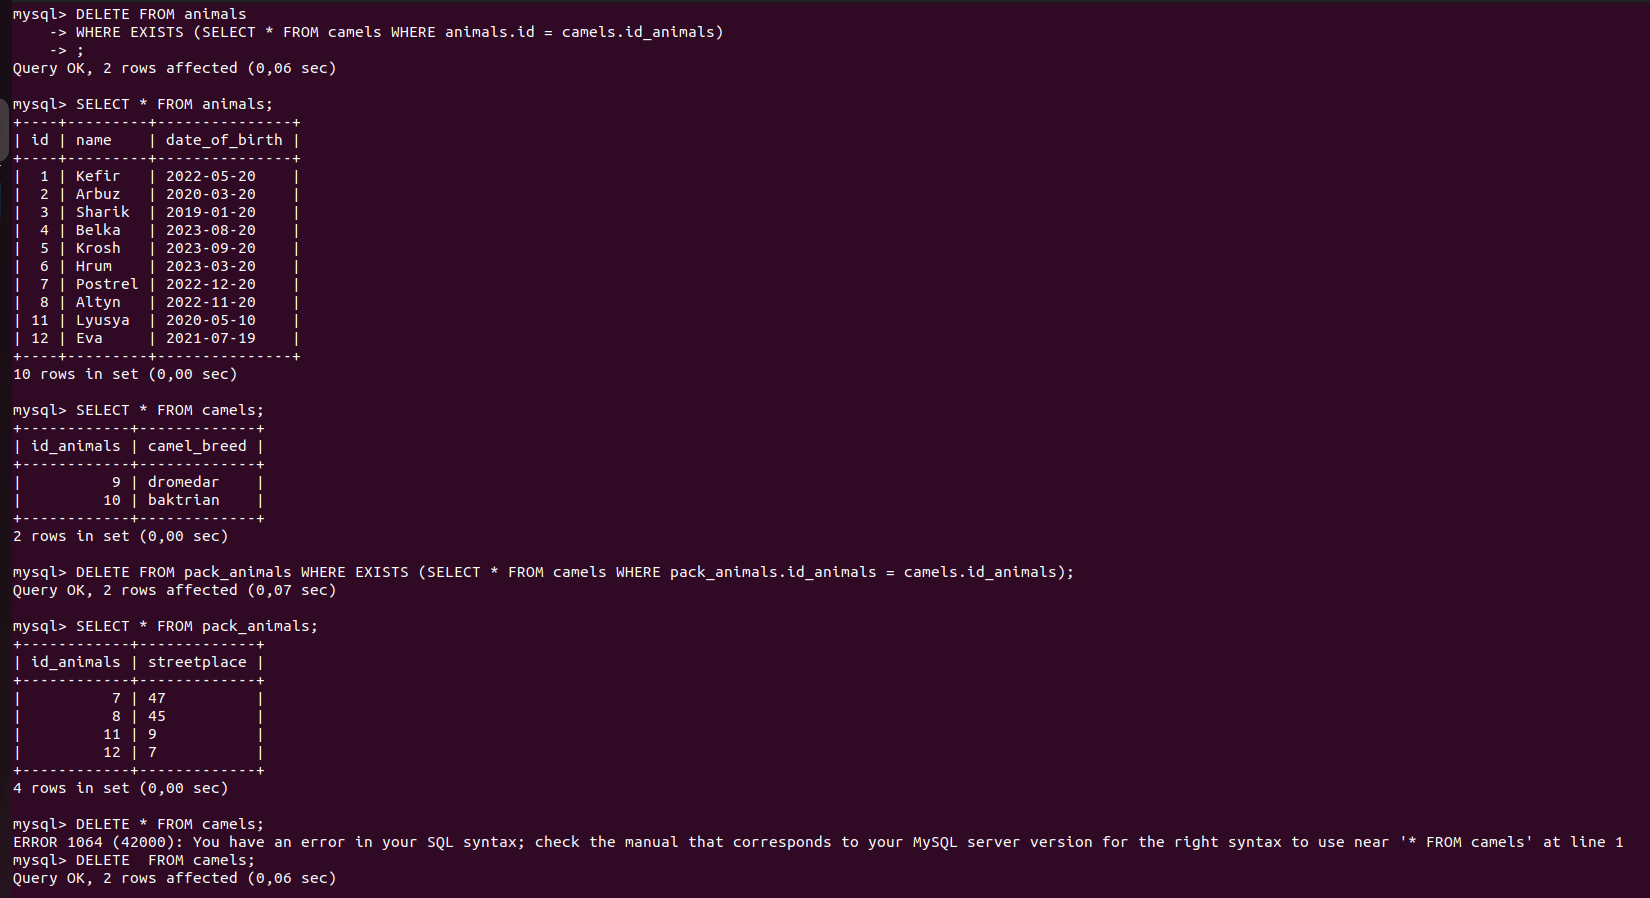 mysql> DELETE FROM animals
    -> WHERE EXISTS (SELECT * FROM camels WHERE animals.id = camels.id_animals)
    -> ;
Query OK, 2 rows affected (0,06 sec)

mysql> SELECT * FROM animals;
+----+---------+---------------+
| id | name    | date_of_birth |
+----+---------+---------------+
|  1 | Kefir   | 2022-05-20    |
|  2 | Arbuz   | 2020-03-20    |
|  3 | Sharik  | 2019-01-20    |
|  4 | Belka   | 2023-08-20    |
|  5 | Krosh   | 2023-09-20    |
|  6 | Hrum    | 2023-03-20    |
|  7 | Postrel | 2022-12-20    |
|  8 | Altyn   | 2022-11-20    |
| 11 | Lyusya  | 2020-05-10    |
| 12 | Eva     | 2021-07-19    |
+----+---------+---------------+
10 rows in set (0,00 sec)

mysql> SELECT * FROM camels;
+------------+-------------+
| id_animals | camel_breed |
+------------+-------------+
|          9 | dromedar    |
|         10 | baktrian    |
+------------+-------------+
2 rows in set (0,00 sec)

mysql> DELETE FROM pack_animals WHERE EXISTS (SELECT * FROM camels WHERE pack_animals.id_animals = camels.id_animals);
Query OK, 2 rows affected (0,07 sec)

mysql> SELECT * FROM pack_animals;
+------------+-------------+
| id_animals | streetplace |
+------------+-------------+
|          7 | 47          |
|          8 | 45          |
|         11 | 9           |
|         12 | 7           |
+------------+-------------+
4 rows in set (0,00 sec)

mysql> DELETE * FROM camels;
ERROR 1064 (42000): You have an error in your SQL syntax; check the manual that corresponds to your MySQL server version for the right syntax to use near '* FROM camels' at line 1
mysql> DELETE  FROM camels;
Query OK, 2 rows affected (0,06 sec)